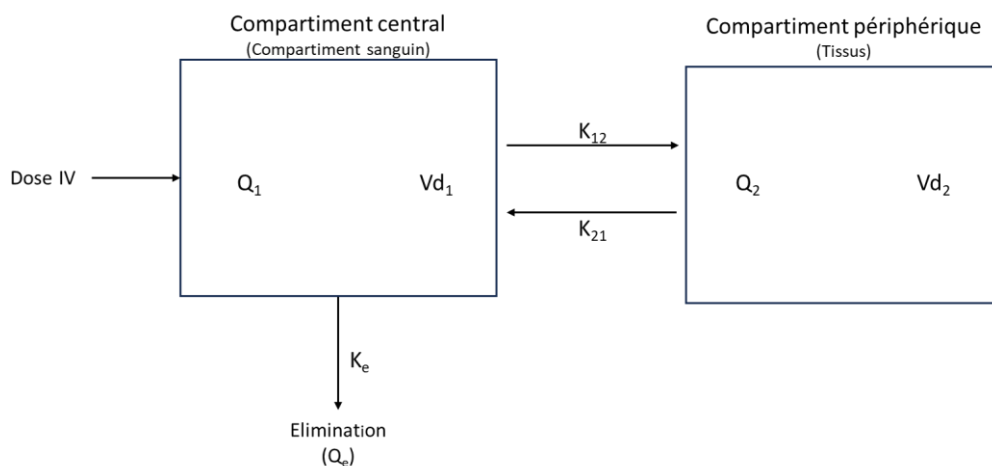 Compartiment central
(Compartiment sanguin)
Compartiment périphérique
(Tissus)
K₁₂
Dose IV
Q₁ Vd₁
Q₂ Vd₂
K₂₁
Kₑ
Elimination
(Qₑ)